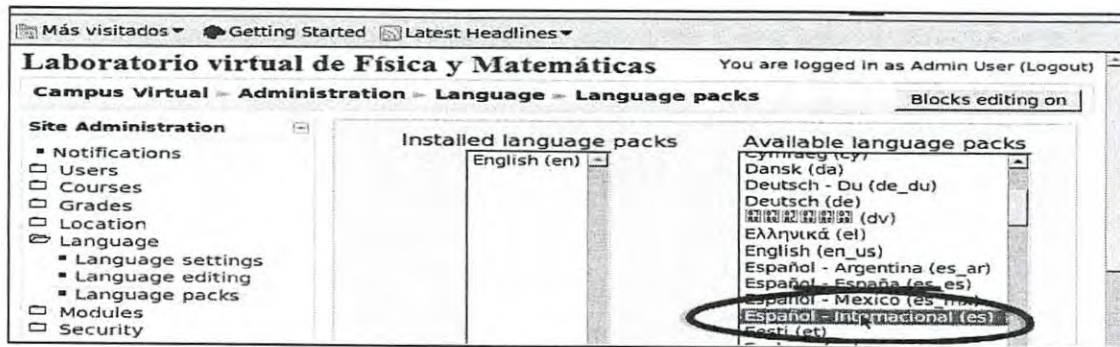 Más visitados Getting Started Latest Headlines
Laboratorio virtual de Física y Matemáticas
You are logged in as Admin User (Logout)
Campus Virtual Administration Language Language packs
Blocks editing on
Site Administration
Notifications
Users
Courses
Grades
Location
Language
Language settings
Language editing
Language packs
Modules
Security
Installed language packs
English (en)
Available language packs
Cymraeg (cy)
Dansk (da)
Deutsch - Du (de_du)
Deutsch (de)
(dv)
Ελληνικά (el)
English (en_us)
Español - Argentina (es_ar)
Español - España (es_es)
Español - México (es_mx)
Español - Internacional (es)
Eesti (et)